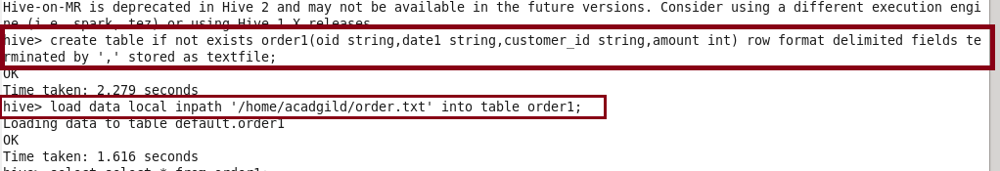 Hive-on-MR is deprecated in Hive 2 and may not be available in the future versions. Consider using a different execution engi
ne (i.e. spark, tez) or using Hive 1.X releases.
hive> create table if not exists order1(oid string,date1 string,customer_id string,amount int) row format delimited fields te
rminated by ',' stored as textfile;
OK
Time taken: 2.279 seconds
hive> load data local inpath '/home/acadgild/order.txt' into table order1;
Loading data to table default.order1
OK
Time taken: 1.616 seconds
hive> select select * from order1;